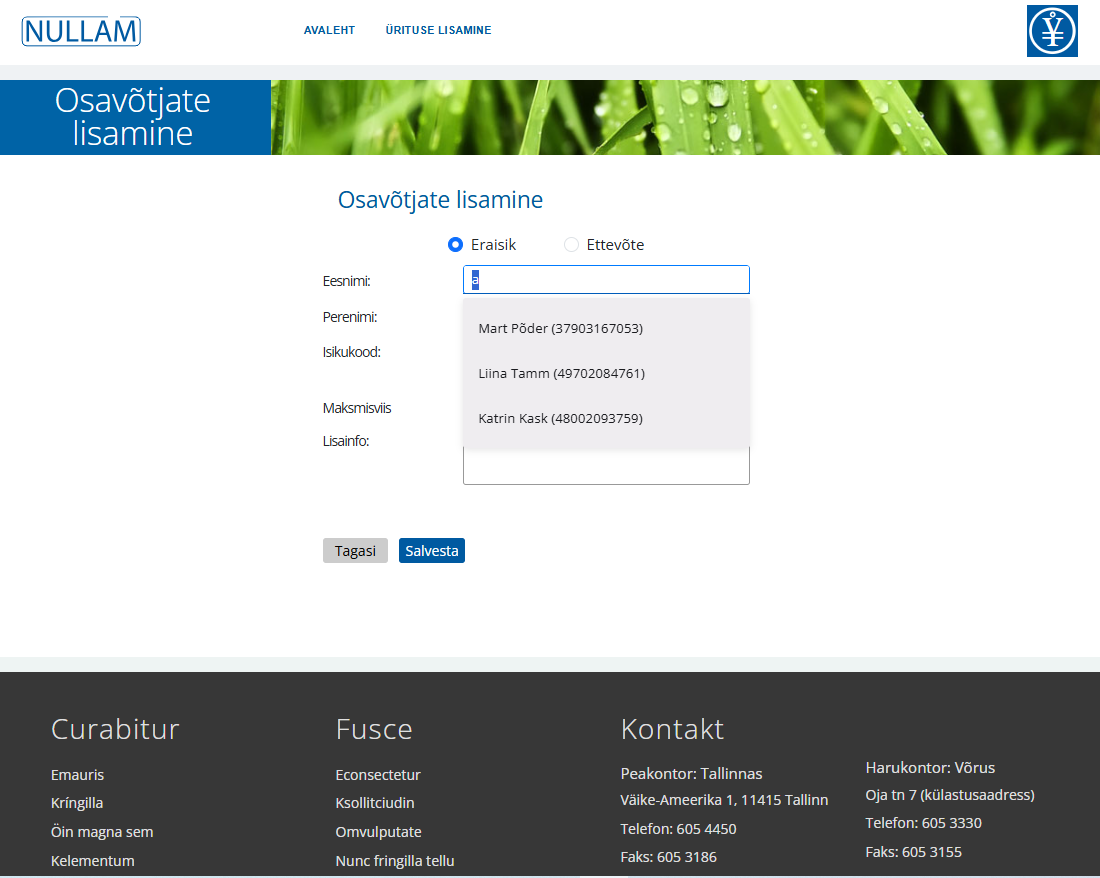 NULLAM
AVALEHT
ÜRITUSE LISAMINE
Osavõtjate
lisamine
Osavõtjate lisamine
Eraisik
Ettevõte
Eesnimi:
a
Mart Põder (37903167053)
Liina Tamm (49702084761)
Katrin Kask (48002093759)
Perenimi:
Isikukood:
Maksmisviis
Lisainfo:
Tagasi
Salvesta
Curabitur
Emauris
Kríngilla
Öin magna sem
Kelementum
Fusce
Econsectetur
Ksollitciudin
Omvulputate
Nunc fringilla tellu
Kontakt
Peakontor: Tallinnas
Väike-Ameerika 1, 11415 Tallinn
Telefon: 605 4450
Faks: 605 3186
Harukontor: Võrus
Oja tn 7 (külastusaadress)
Telefon: 605 3330
Faks: 605 3155